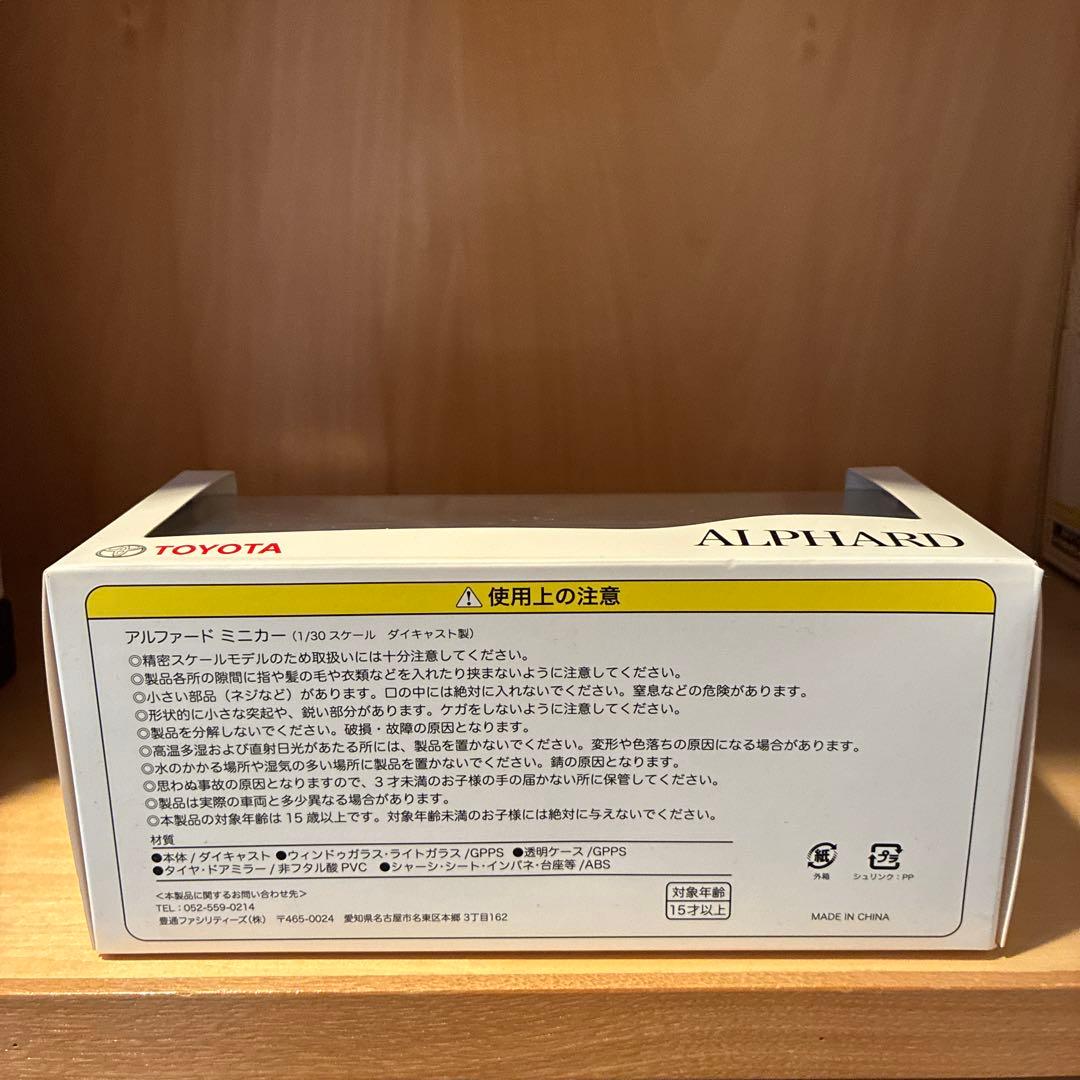 TOYOTA
ALPHARD
使用上の注意
アルファード ミニカー(1/30 スケール ダイキャスト製)
◎精密スケールモデルのため取扱いには十分注意してください。
◎製品各所の隙間に指や髪の毛や衣類などを入れたり挟まないように注意してください。
◎小さい部品(ネジなど)があります。口の中には絶対に入れないでください。窒息などの危険があります。
◎形状的に小さな突起や、鋭い部分があります。ケガをしないように注意してください。
◎製品を分解しないでください。破損・故障の原因となります。
◎高温多湿および直射日光があたる所には、製品を置かないでください。変形や色落ちの原因になる場合があります。
◎水のかかる場所や湿気の多い場所に製品を置かないでください。錆の原因となります。
◎思わぬ事故の原因となりますので、3才未満のお子様の手の届かない所に保管してください。
◎製品は実際の車両と多少異なる場合があります。
◎本製品の対象年齢は15歳以上です。対象年齢未満のお子様には絶対に与えないでください。
材質
●本体/ダイキャスト ●ウィンドゥガラス・ライトガラス/GPPS ●透明ケース/GPPS
●タイヤ・ドアミラー/非フタル酸PVC ●シャーシ・シート・インパネ・台座等/ABS
<本製品に関するお問い合わせ先>
TEL:052-559-0214
豊通ファシリティーズ(株) 〒465-0024 愛知県名古屋市名東区本郷3丁目162
対象年齢
15才以上
紙
外箱
プラ
シュリンク:PP
MADE IN CHINA